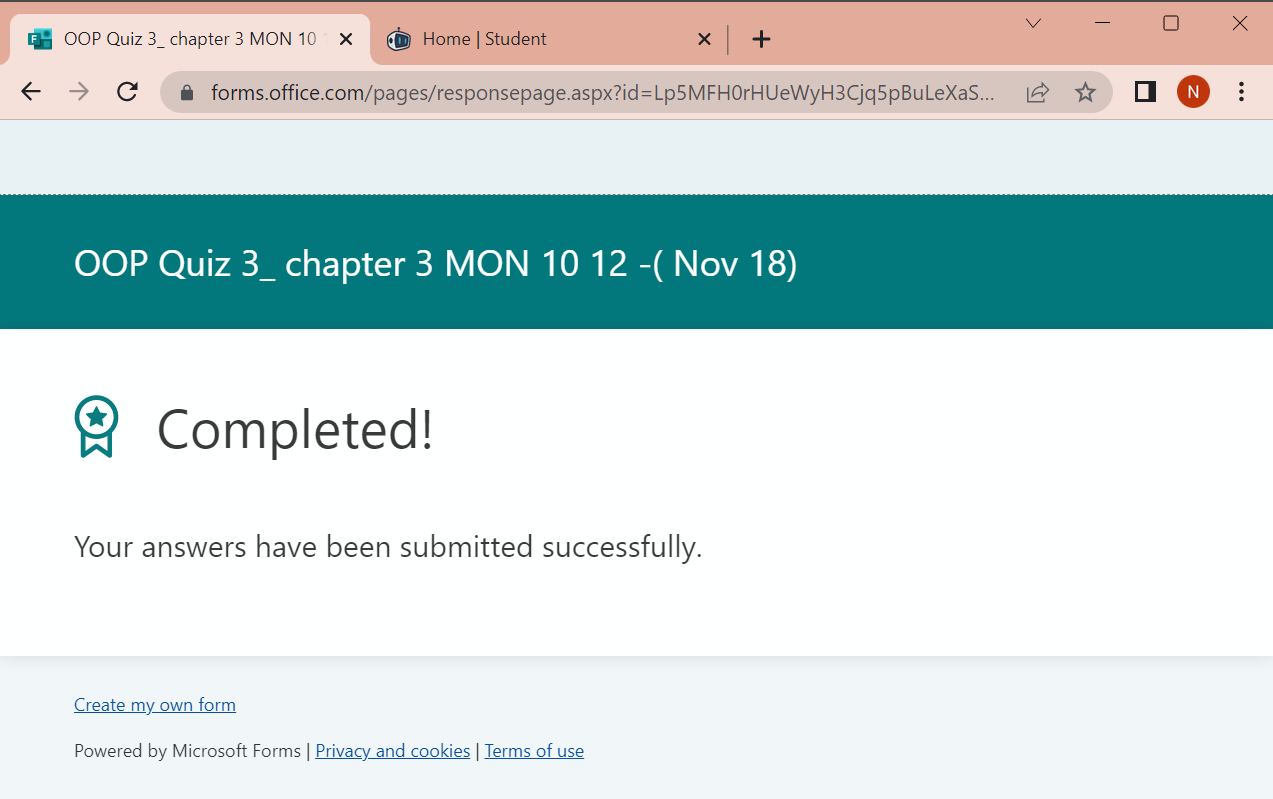 OOP Quiz 3_ chapter 3 MON 10 Home | Student
forms.office.com/pages/responsepage.aspx?id=Lp5MFH0rHUeWyH3Cjq5pBuLeXaS... N
OOP Quiz 3_ chapter 3 MON 10 12 -( Nov 18)
Completed!
Your answers have been submitted successfully.
Create my own form
Powered by Microsoft Forms | Privacy and cookies | Terms of use